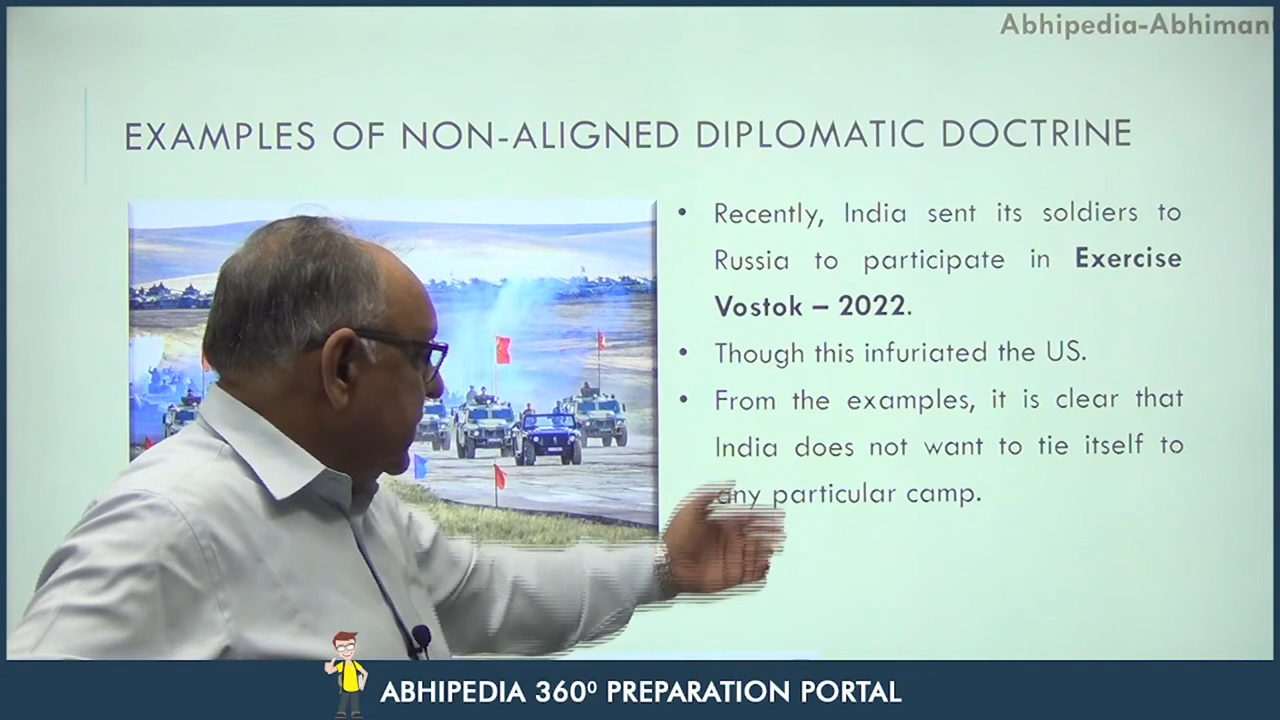 Abhipedia-Abhiman
EXAMPLES OF NON-ALIGNED DIPLOMATIC DOCTRINE
• Recently, India sent its soldiers to
Russia to participate in Exercise
Vostok – 2022.
• Though this infuriated the US.
• From the examples, it is clear that
India does not want to tie itself to
any particular camp.
ABHIPEDIA 360⁰ PREPARATION PORTAL